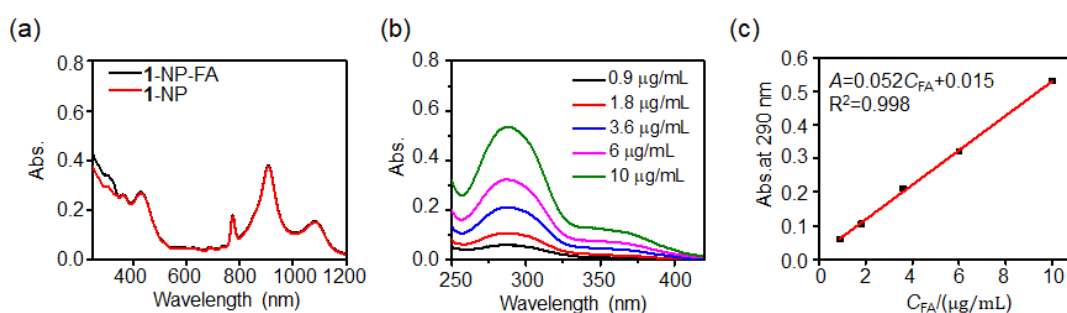 (a)
0.8
0.6
0.4
0.2
0.0
Abs.
1-NP-FA
1-NP
400 600 800 1000 1200
Wavelength (nm)
(b)
0.8
0.6
0.4
0.2
0.0
Abs.
0.9 μg/mL
1.8 μg/mL
3.6 μg/mL
6 μg/mL
10 μg/mL
250 300 350 400
Wavelength (nm)
(c)
0.6
0.5
0.4
0.3
0.2
0.1
0.0
Abs.at 290 nm
A=0.052CFA+0.015
R²=0.998
0 2 4 6 8 10
CFA/(μg/mL)